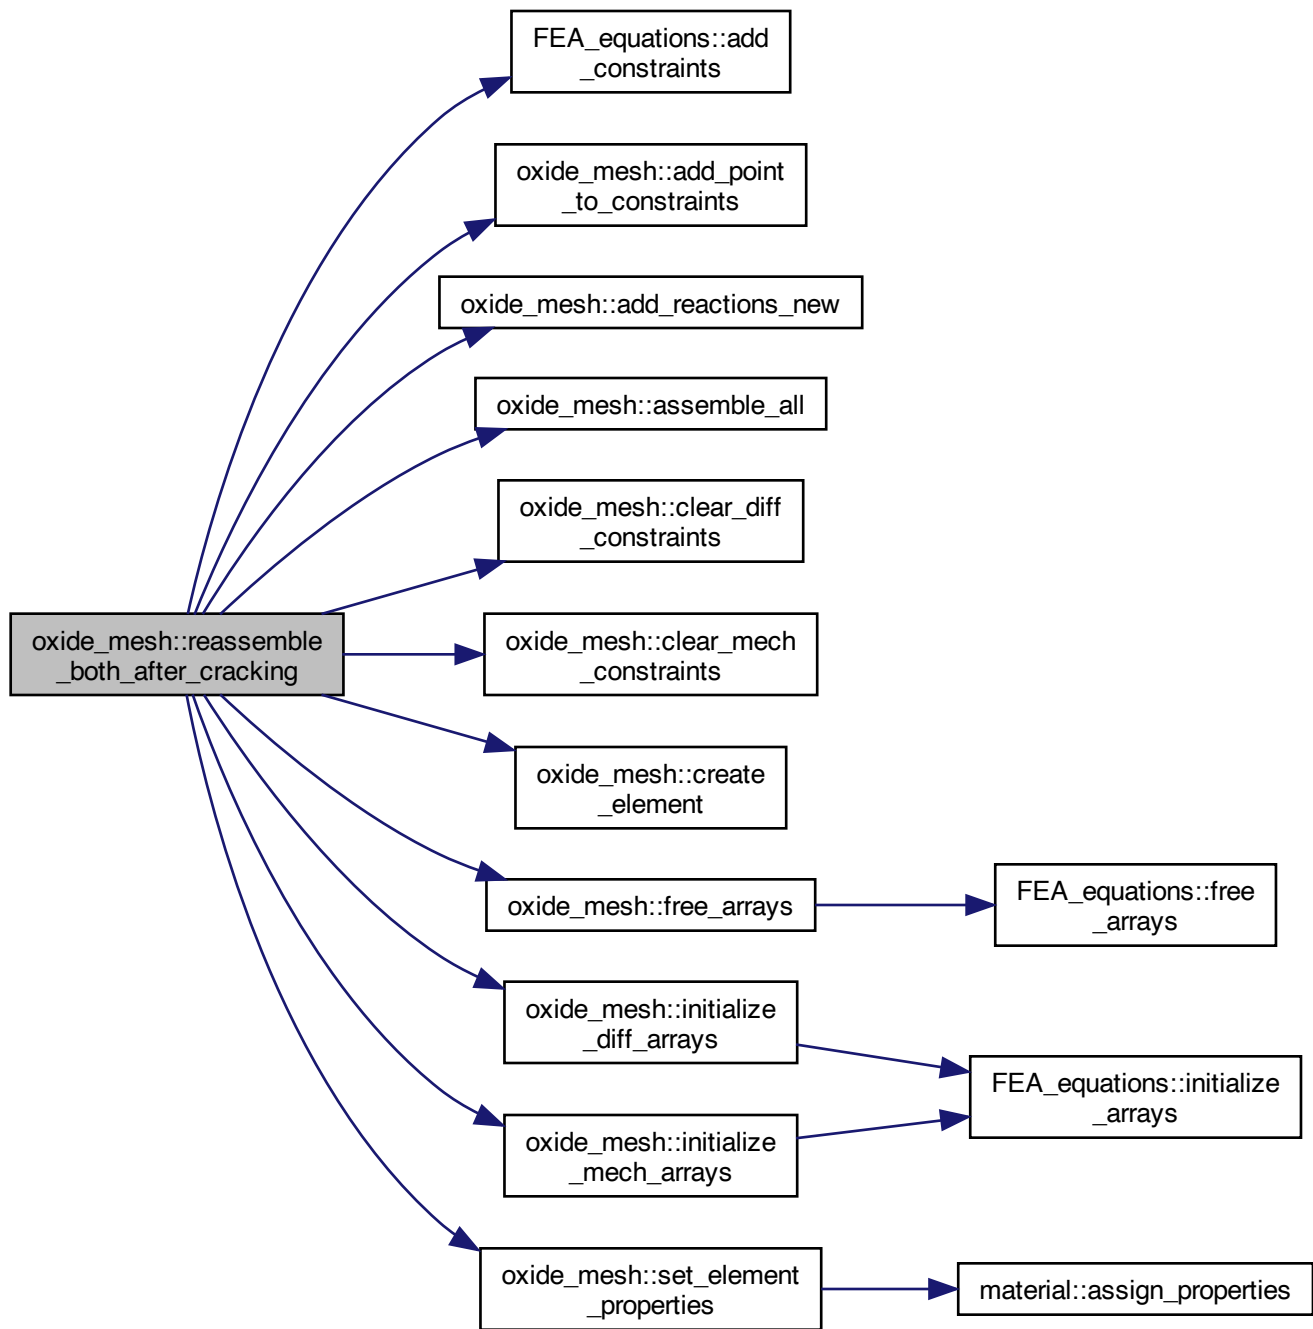 FEA_equations::add
_constraints
oxide_mesh::add_point
_to_constraints
oxide_mesh::add_reactions_new
oxide_mesh::assemble_all
oxide_mesh::clear_diff
_constraints
oxide_mesh::reassemble
_both_after_cracking
oxide_mesh::clear_mech
_constraints
oxide_mesh::create
_element
oxide_mesh::free_arrays
FEA_equations::free
_arrays
oxide_mesh::initialize
_diff_arrays
FEA_equations::initialize
_arrays
oxide_mesh::initialize
_mech_arrays
oxide_mesh::set_element
_properties
material::assign_properties